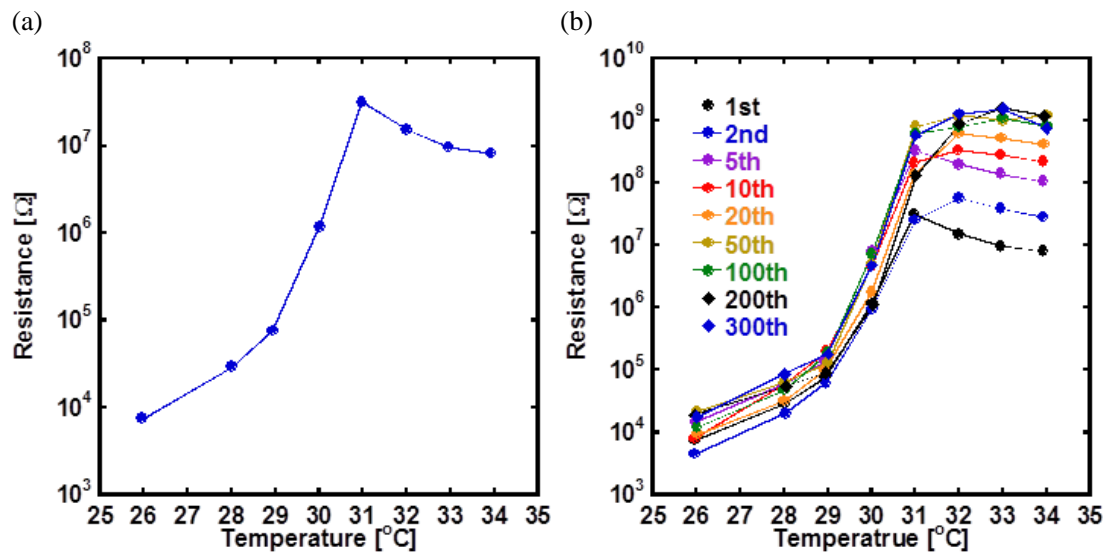 (a)
(b)
Resistance [Ω]
10^8
10^7
10^6
10^5
10^4
10^3
25 26 27 28 29 30 31 32 33 34 35
Temperature [°C]
Resistance [Ω]
10^10
10^9
10^8
10^7
10^6
10^5
10^4
10^3
1st
2nd
5th
10th
20th
50th
100th
200th
300th
25 26 27 28 29 30 31 32 33 34 35
Temperatrue [°C]